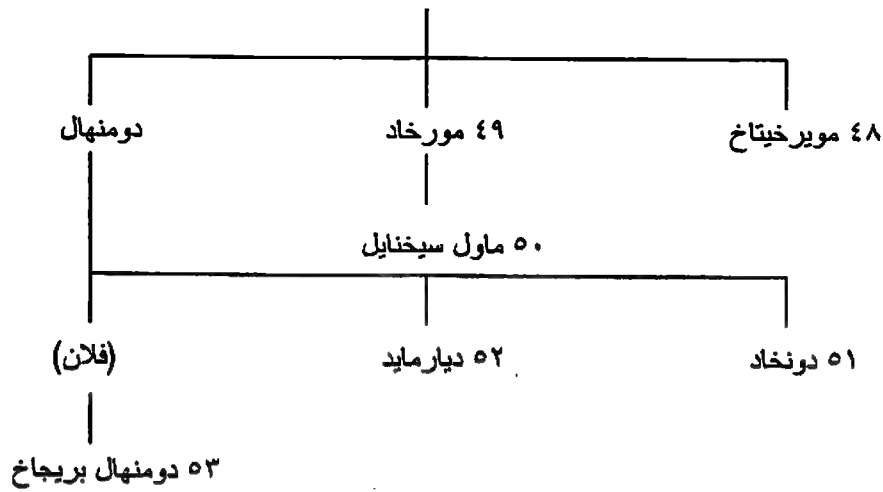 ٤٨ مويرخيتاخ
٤٩ مورخاد
دومنهال
٥٠ ماول سيخنايل
٥١ دونخاد
٥٢ ديارمايد
(فلان)
٥٣ دومنهال بريجاخ